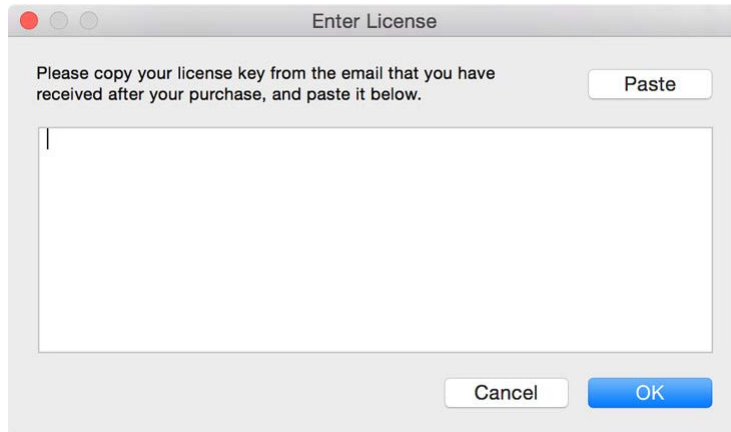 Enter License
Please copy your license key from the email that you have
received after your purchase, and paste it below.
Paste
Cancel
OK